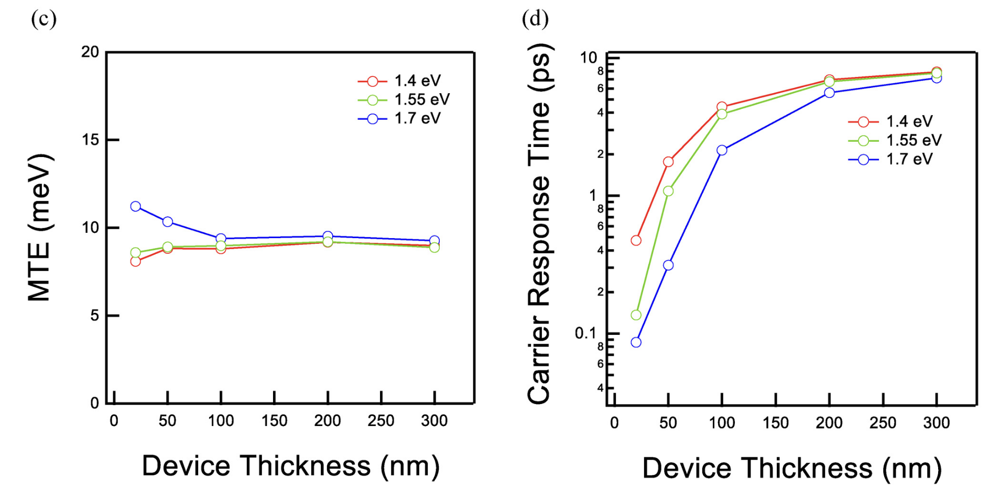 (c)
20
15
10
5
0
MTE (meV)
1.4 eV
1.55 eV
1.7 eV
0 50 100 150 200 250 300
Device Thickness (nm)
(d)
10
8
6
4
2
1
8
6
4
2
0.1
8
6
4
Carrier Response Time (ps)
1.4 eV
1.55 eV
1.7 eV
0 50 100 150 200 250 300
Device Thickness (nm)